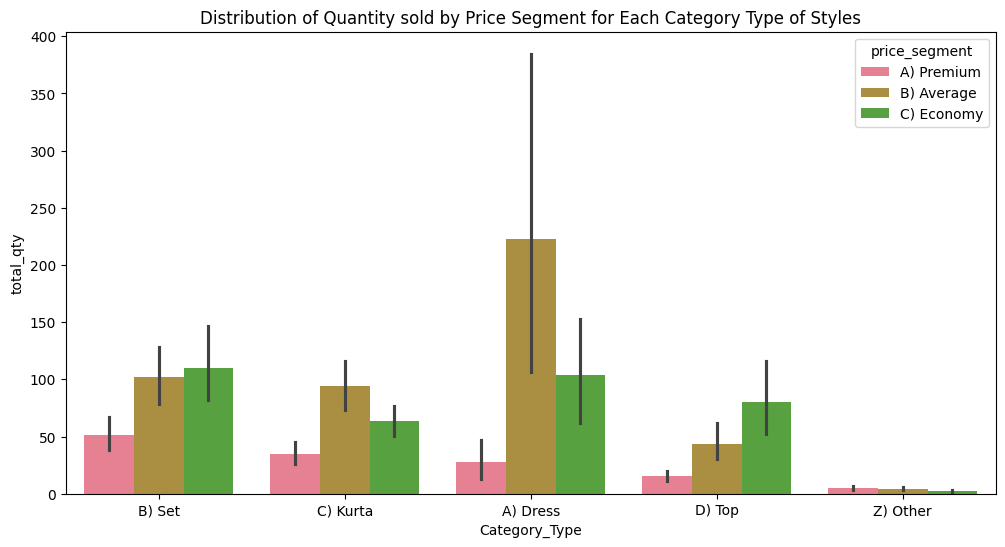 Distribution of Quantity sold by Price Segment for Each Category Type of Styles
400
350
300
250
200
150
100
50
0
total_qty
price_segment
A) Premium
B) Average
C) Economy
B) Set
C) Kurta
A) Dress
D) Top
Z) Other
Category_Type